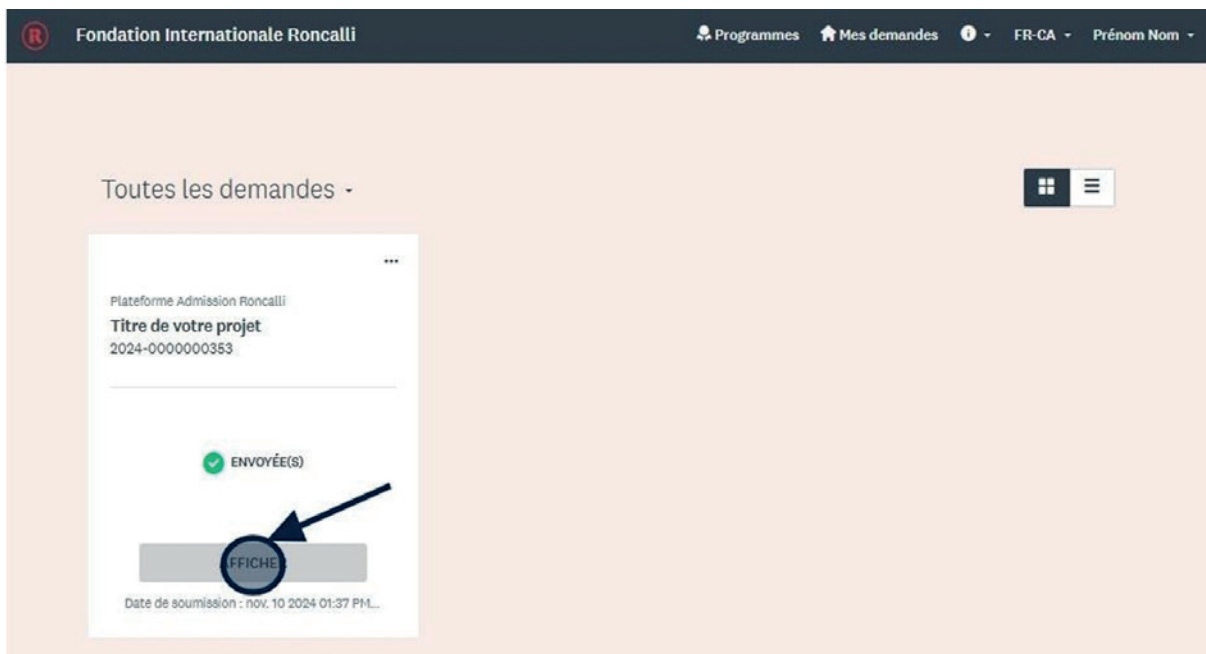 R Fondation Internationale Roncalli Programmes Mes demandes FR-CA Prénom Nom
Toutes les demandes
Plateforme Admission Roncalli
Titre de votre projet
2024-0000000353
ENVOYÉE(S)
AFFICHER
Date de soumission : nov. 10 2024 01:37 PM...